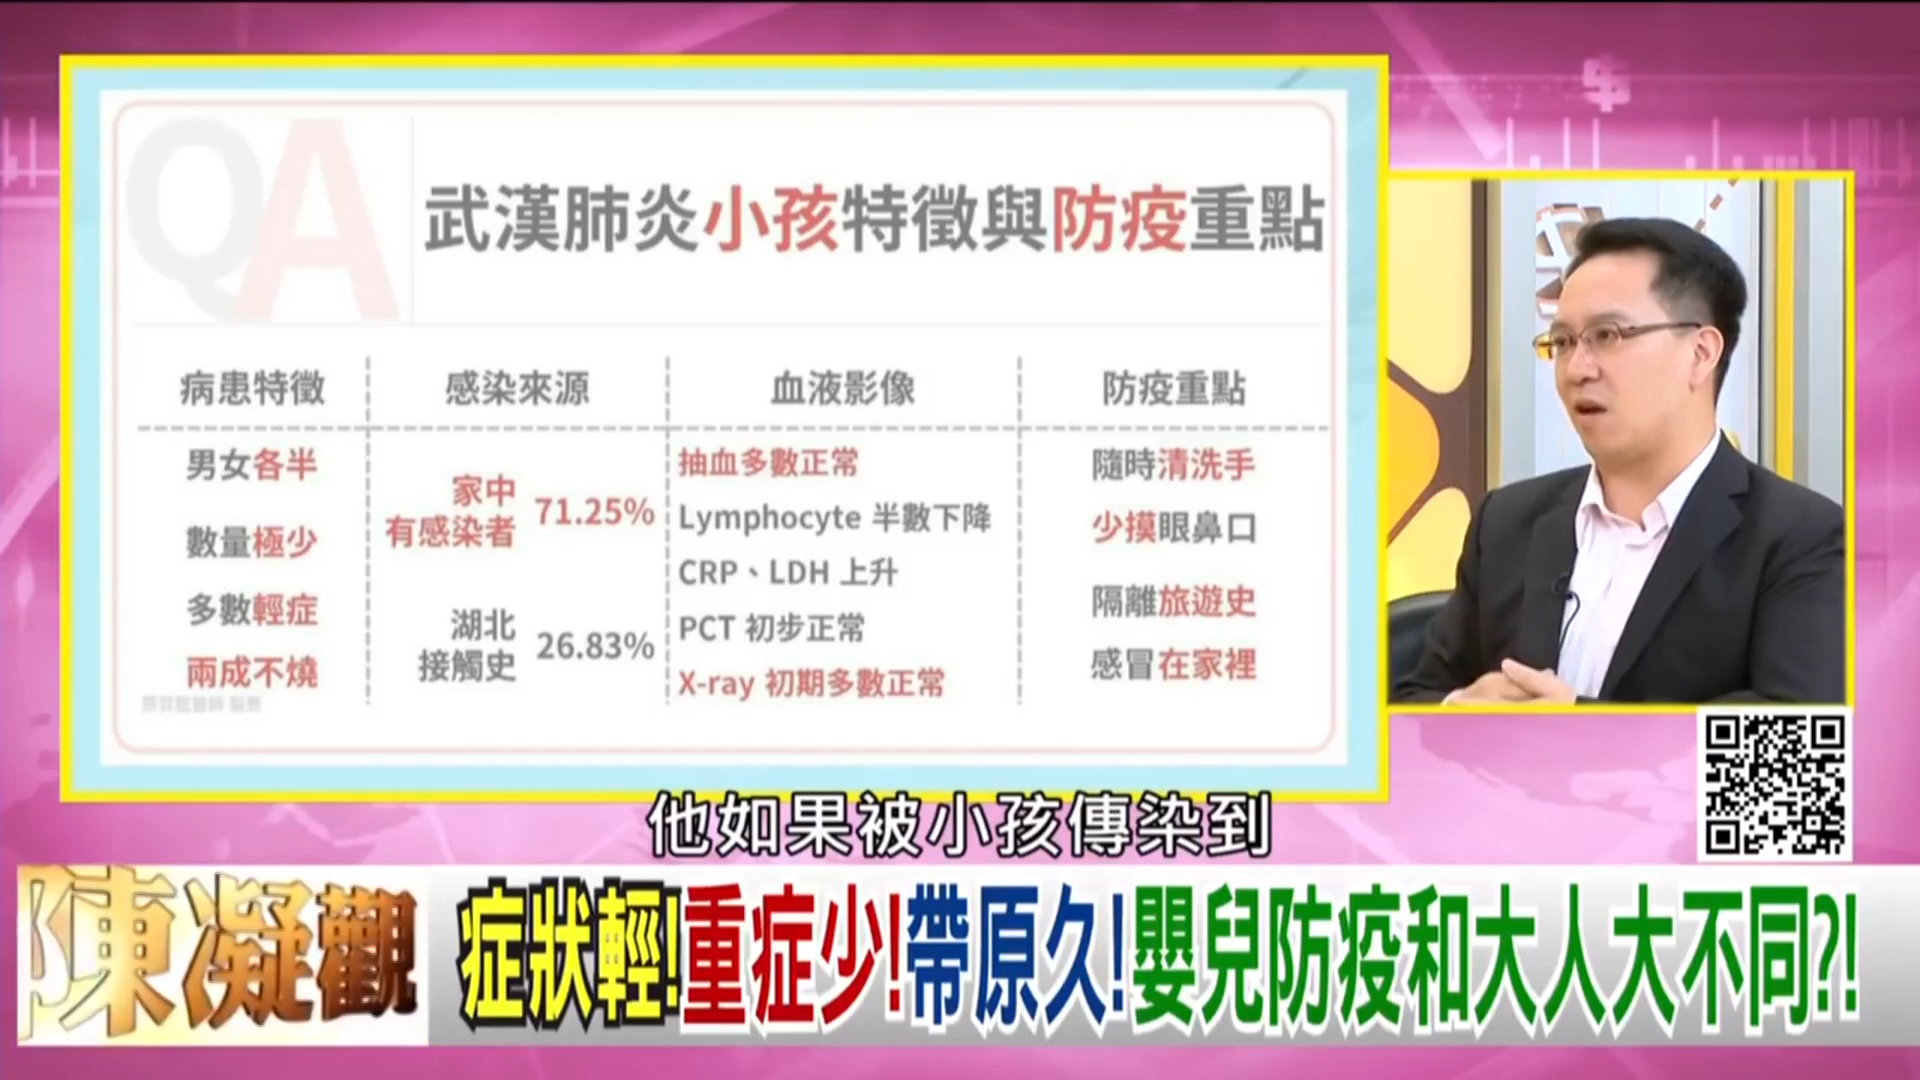 QA
武漢肺炎小孩特徵與防疫重點
病患特徵
男女各半
數量極少
多數輕症
兩成不燒
感染來源
家中
有感染者 71.25%
湖北
接觸史 26.83%
血液影像
抽血多數正常
Lymphocyte 半數下降
CRP、LDH 上升
PCT 初步正常
X-ray 初期多數正常
防疫重點
隨時清洗手
少摸眼鼻口
隔離旅遊史
感冒在家裡
他如果被小孩傳染到
陳凝觀
症狀輕!重症少!帶原久!嬰兒防疫和大人大不同?!